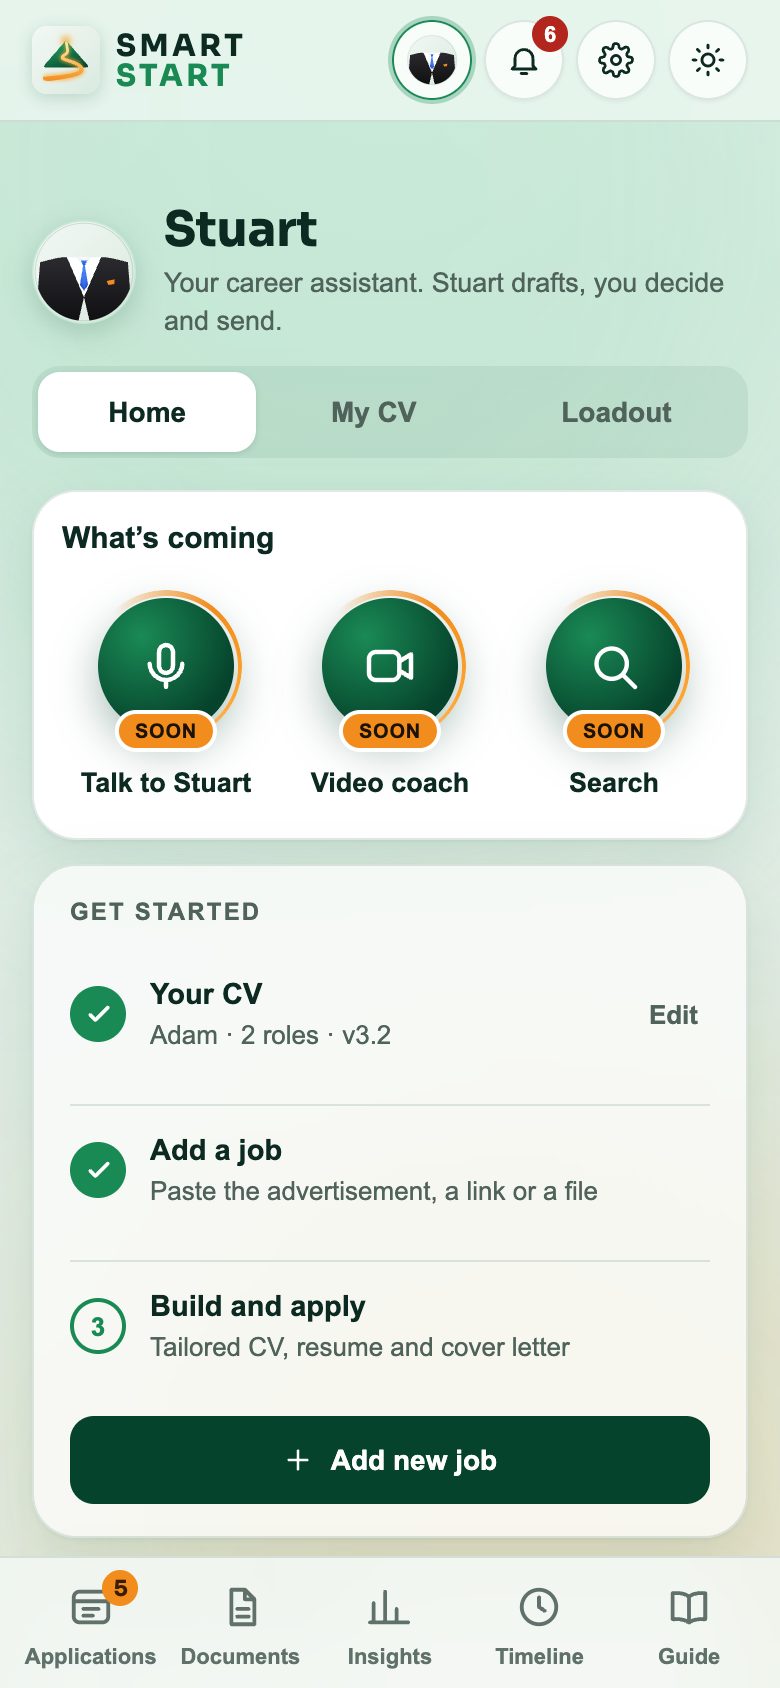 SMART
START
6
Stuart
Your career assistant. Stuart drafts, you decide
and send.
Home
My CV
Loadout
What’s coming
SOON
SOON
SOON
Talk to Stuart
Video coach
Search
GET STARTED
Your CV
Adam · 2 roles · v3.2
Edit
Add a job
Paste the advertisement, a link or a file
3
Build and apply
Tailored CV, resume and cover letter
+ Add new job
5
Applications
Documents
Insights
Timeline
Guide